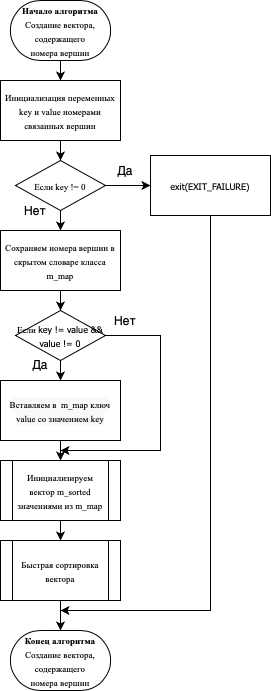 Начало алгоритма
Создание вектора,
содержащего
номера вершин
Инициализация переменных
key и value номерами
связанных вершин
Да
Если key != 0
exit(EXIT_FAILURE)
Нет
Сохраняем номера вершин в
скрытом словаре класса
m_map
Нет
Если key != value &&
value != 0
Да
Вставляем в m_map ключ
value со значением key
Инициализируем
вектор m_sorted
значениями из m_map
Быстрая сортировка
вектора
Конец алгоритма
Создание вектора,
содержащего
номера вершин